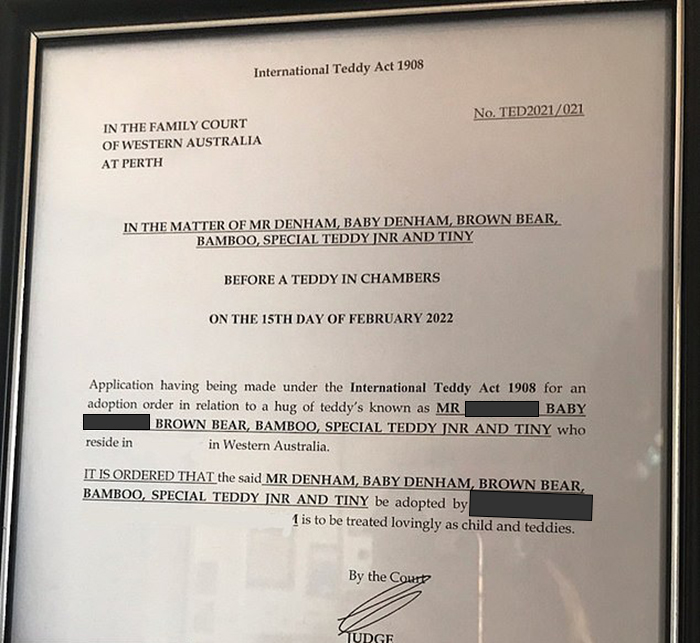 International Teddy Act 1908
No. TED2021/021
IN THE FAMILY COURT
OF WESTERN AUSTRALIA
AT PERTH
IN THE MATTER OF MR DENHAM, BABY DENHAM, BROWN BEAR,
BAMBOO, SPECIAL TEDDY JNR AND TINY
BEFORE A TEDDY IN CHAMBERS
ON THE 15TH DAY OF FEBRUARY 2022
Application having being made under the International Teddy Act 1908 for an
adoption order in relation to a hug of teddy's known as MR BABY
BROWN BEAR, BAMBOO, SPECIAL TEDDY JNR AND TINY who
reside in in Western Australia.
IT IS ORDERED THAT the said MR DENHAM, BABY DENHAM, BROWN BEAR,
BAMBOO, SPECIAL TEDDY JNR AND TINY be adopted by
is to be treated lovingly as child and teddies.
By the Court
JUDGE